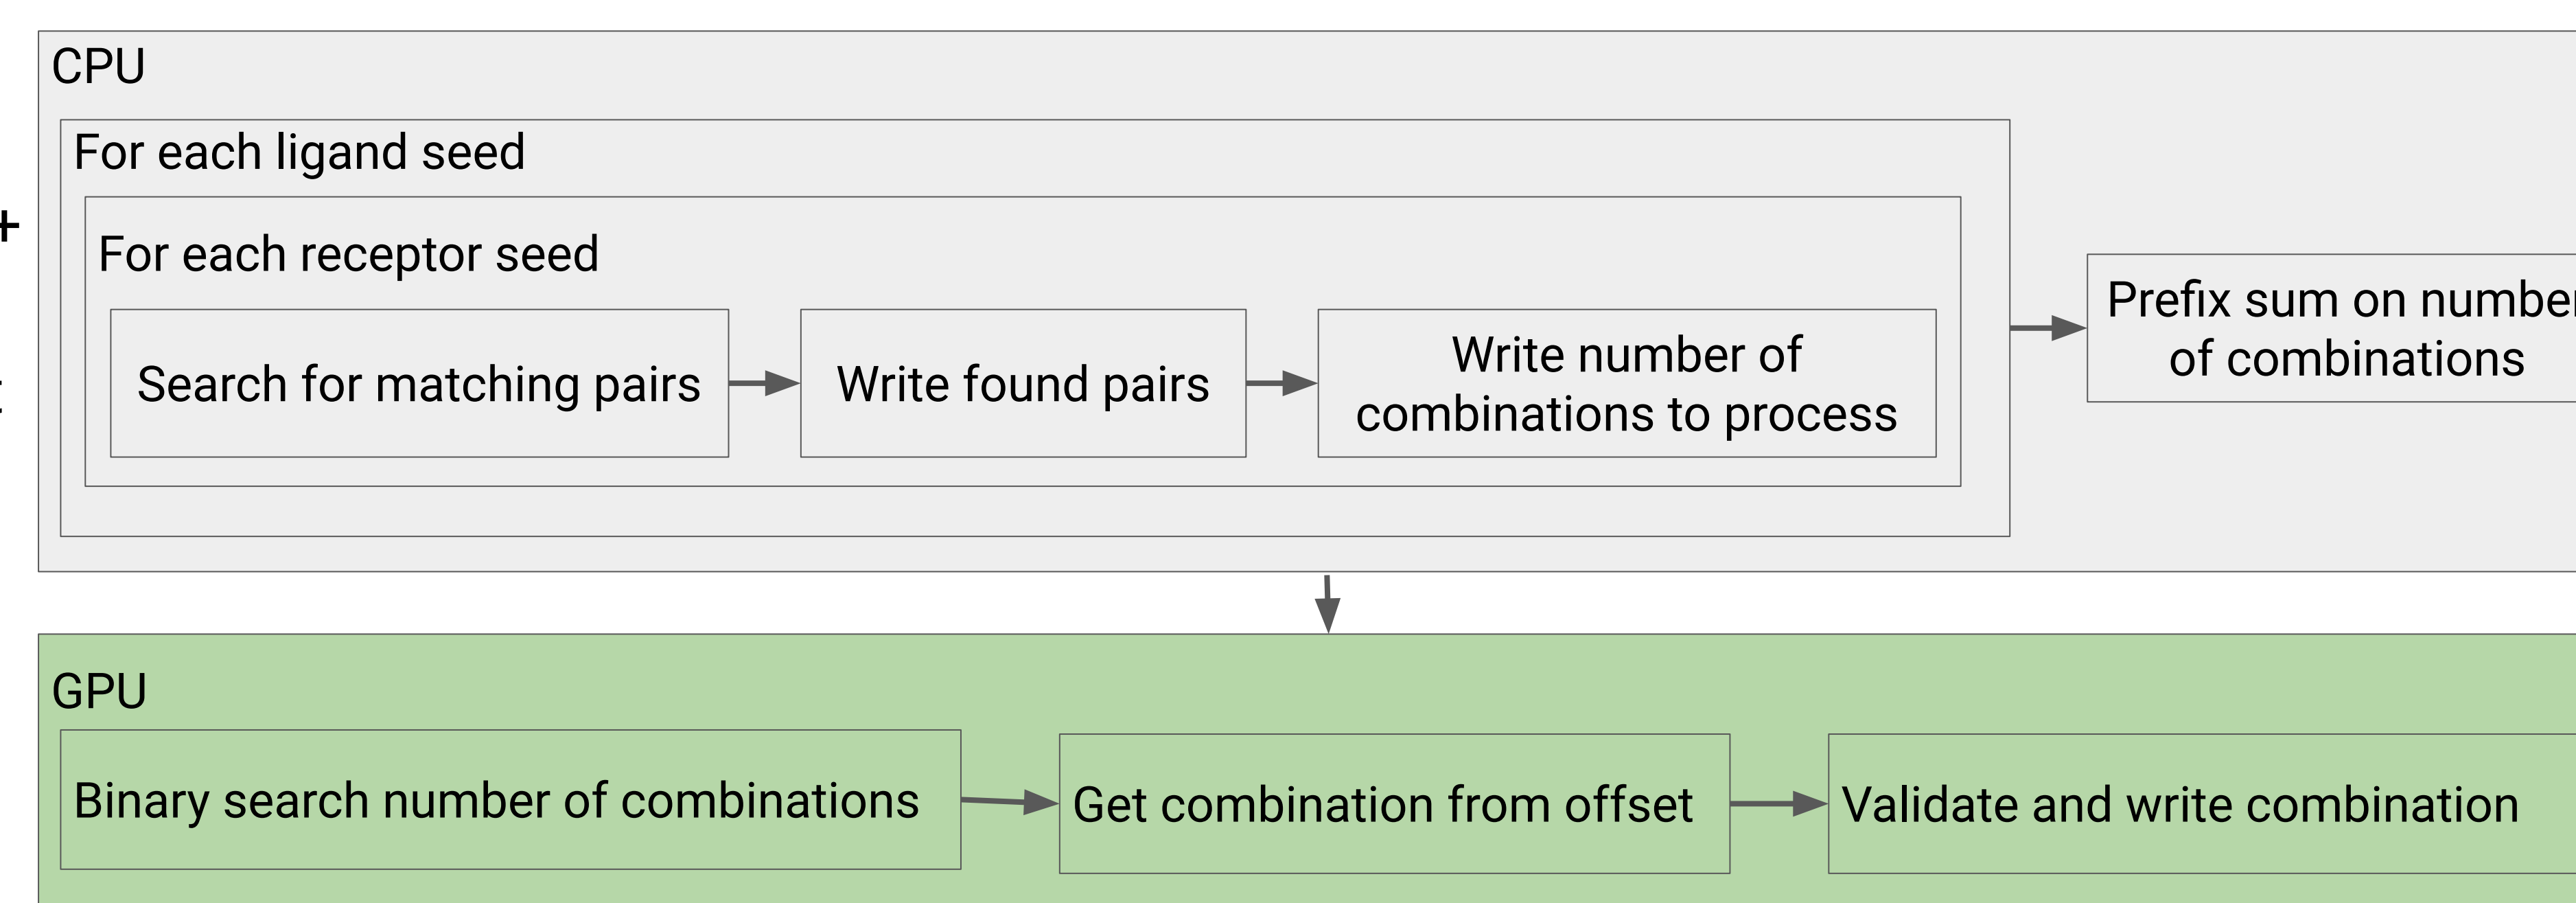 CPU
For each ligand seed
+
For each receptor seed
Search for matching pairs
Write found pairs
Write number of
combinations to process
Prefix sum on number
of combinations
GPU
Binary search number of combinations
Get combination from offset
Validate and write combination